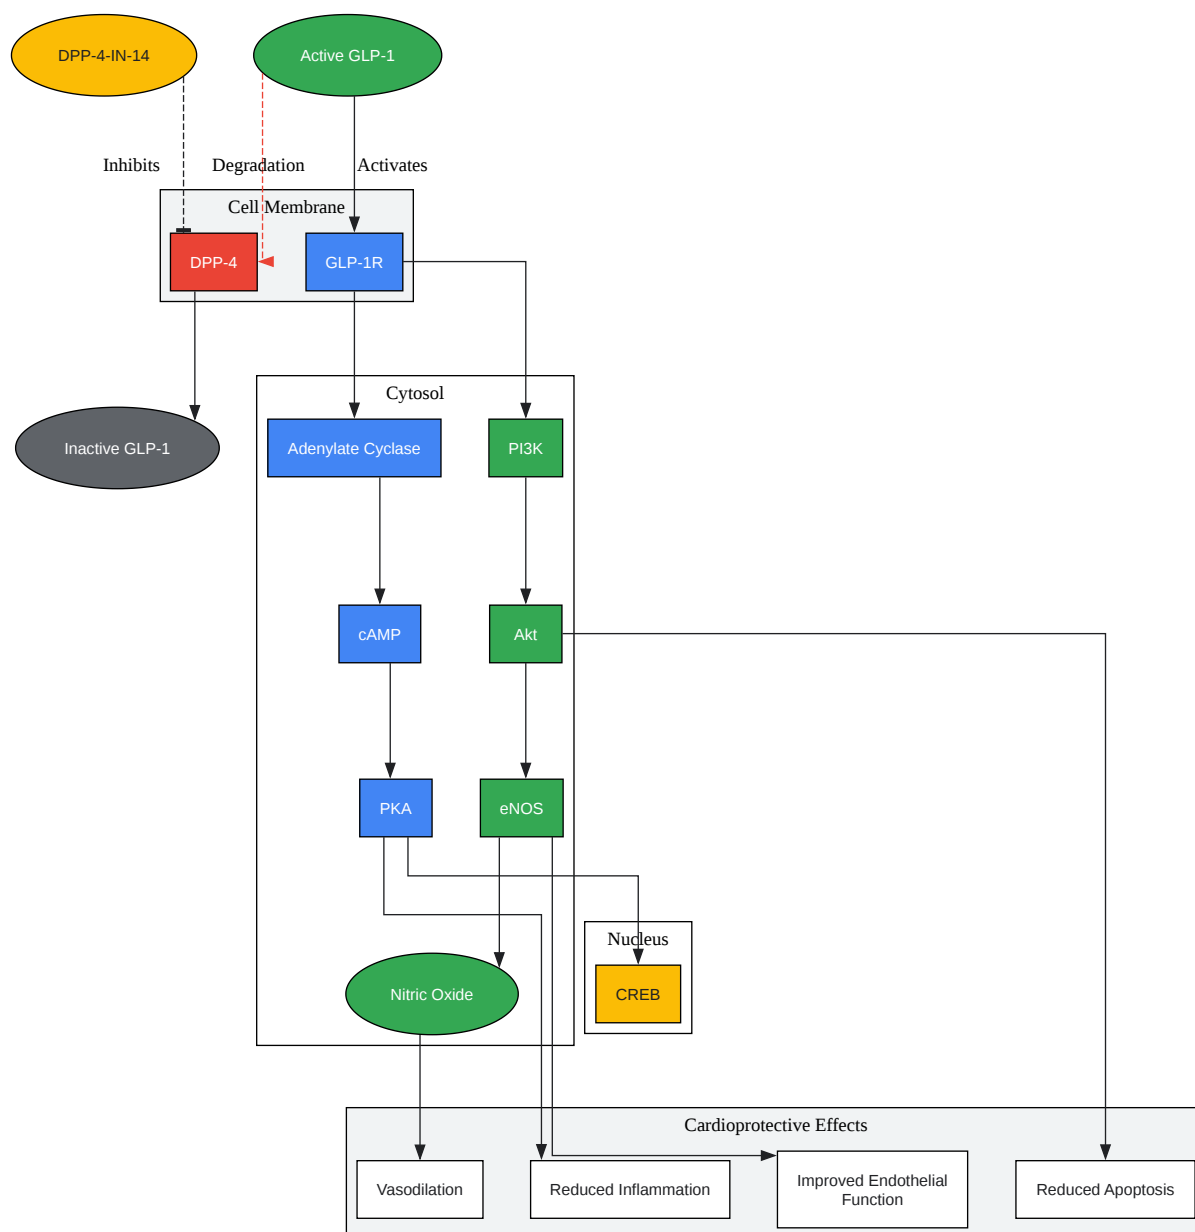 DPP-4-IN-14
Active GLP-1
Inhibits
Degradation
Activates
Cell Membrane
DPP-4
GLP-1R
Cytosol
Adenylate Cyclase
PI3K
Inactive GLP-1
cAMP
Akt
PKA
eNOS
Nucleus
Nitric Oxide
CREB
Cardioprotective Effects
Vasodilation
Reduced Inflammation
Improved Endothelial
Function
Reduced Apoptosis